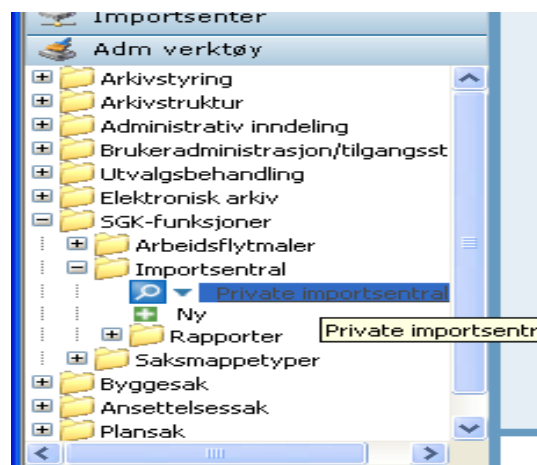 Importsenter
Adm verktøy
Arkivstyring
Arkivstruktur
Administrativ inndeling
Brukeradministrasjon/tilgangsst
Utvalgsbehandling
Elektronisk arkiv
SGK-funksjoner
Arbeidsflytmaler
Importsentral
Private importsentral
Ny
Rapporter
Private importsentr
Saksmappetyper
Byggesak
Ansettelsessak
Plansak